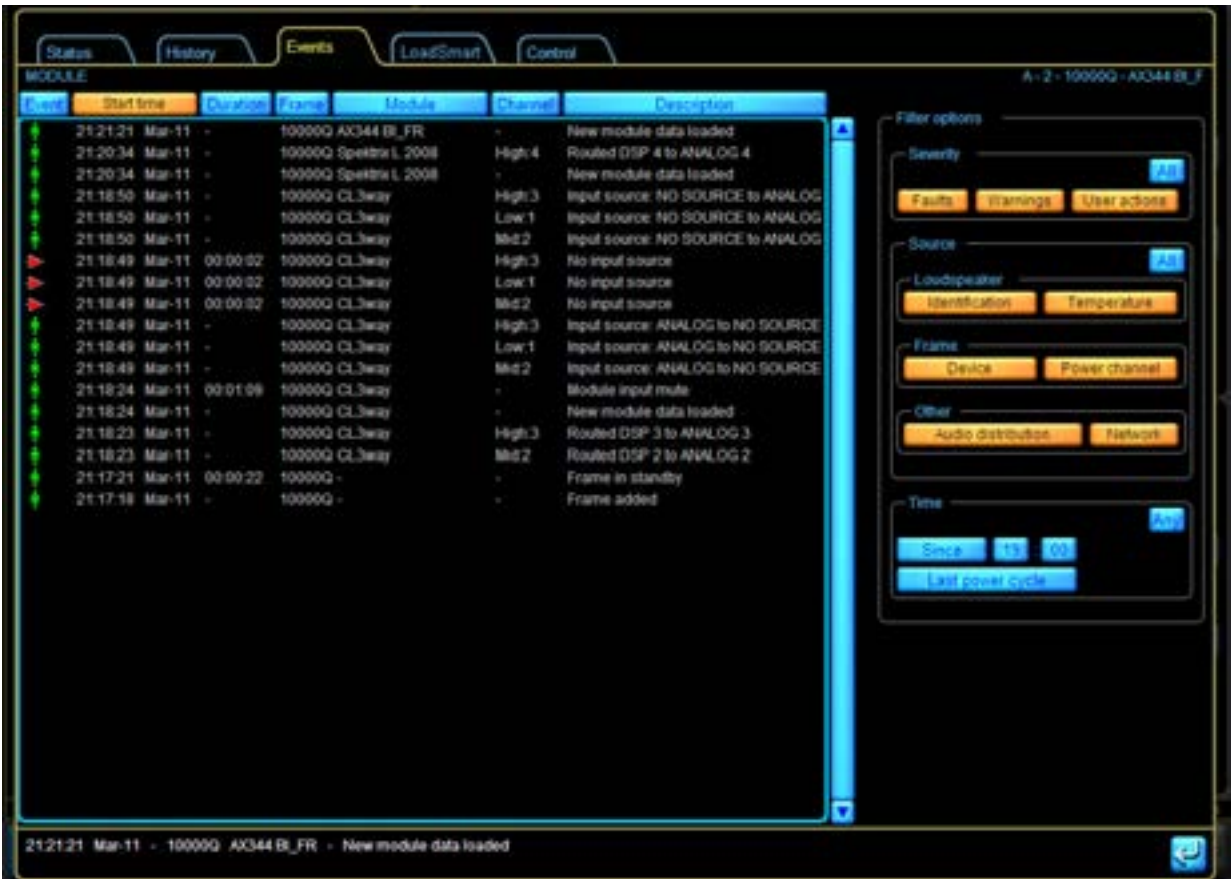 Status History Events LoadSmart Control
MODULE A - 2 - 10000Q - AX344 BI_F
Event Start time Duration Frame Module Channel Description
21:21:21 Mar-11 - 10000Q AX344 BI_FR - New module data loaded
21:20:34 Mar-11 - 10000Q Spektrix L 2008 High:4 Routed DSP 4 to ANALOG 4
21:20:34 Mar-11 - 10000Q Spektrix L 2008 - New module data loaded
21:18:50 Mar-11 - 10000Q CL3way High:3 Input source: NO SOURCE to ANALOG
21:18:50 Mar-11 - 10000Q CL3way Low:1 Input source: NO SOURCE to ANALOG
21:18:50 Mar-11 - 10000Q CL3way Mid:2 Input source: NO SOURCE to ANALOG
21:18:49 Mar-11 00:00:02 10000Q CL3way High:3 No input source
21:18:49 Mar-11 00:00:02 10000Q CL3way Low:1 No input source
21:18:49 Mar-11 00:00:02 10000Q CL3way Mid:2 No input source
21:18:49 Mar-11 - 10000Q CL3way High:3 Input source: ANALOG to NO SOURCE
21:18:49 Mar-11 - 10000Q CL3way Low:1 Input source: ANALOG to NO SOURCE
21:18:49 Mar-11 - 10000Q CL3way Mid:2 Input source: ANALOG to NO SOURCE
21:18:24 Mar-11 00:01:09 10000Q CL3way - Module input mute
21:18:24 Mar-11 - 10000Q CL3way - New module data loaded
21:18:23 Mar-11 - 10000Q CL3way High:3 Routed DSP 3 to ANALOG 3
21:18:23 Mar-11 - 10000Q CL3way Mid:2 Routed DSP 2 to ANALOG 2
21:17:21 Mar-11 00:00:22 10000Q - - Frame in standby
21:17:18 Mar-11 - 10000Q - - Frame added
Filter options
Severity
All
Faults Warnings User actions
Source
All
Loudspeaker
Identification Temperature
Frame
Device Power channel
Other
Audio distribution Network
Time
Any
Since 19 00
Last power cycle
21:21:21 Mar-11 - 10000Q AX344 BI_FR - New module data loaded